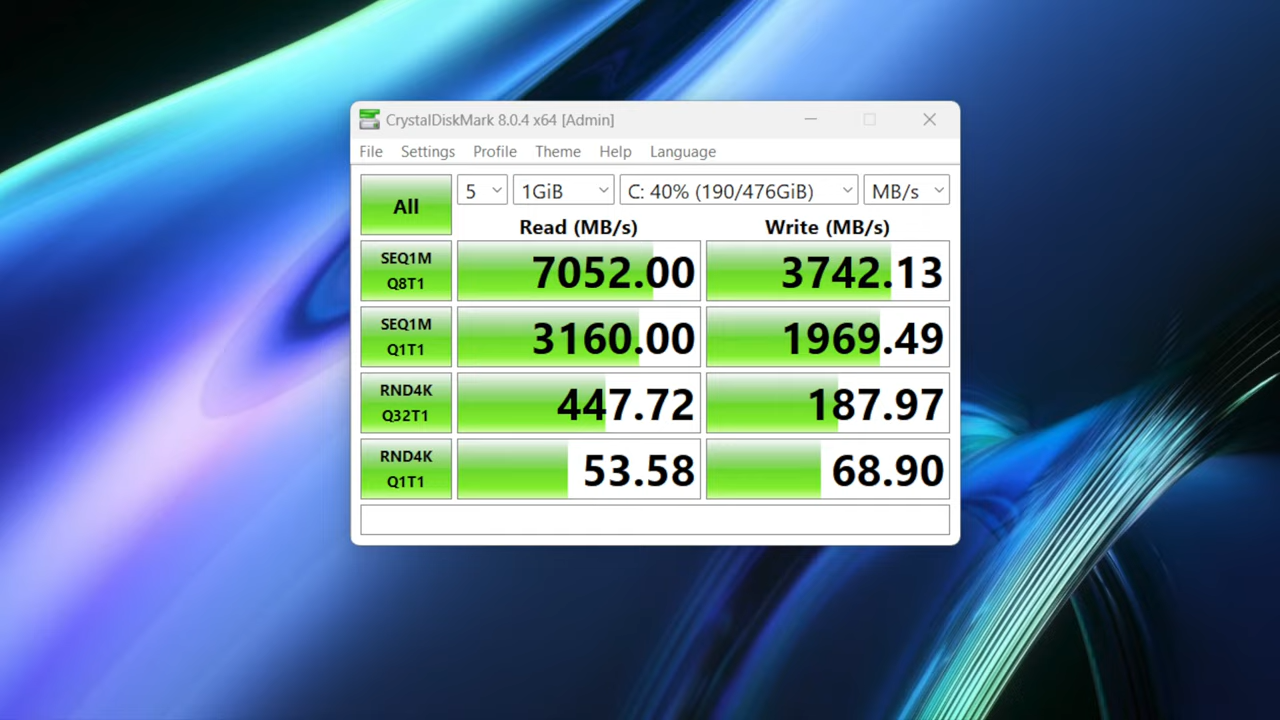 CrystalDiskMark 8.0.4 x64 [Admin]
File Settings Profile Theme Help Language
All 5 1GiB C: 40% (190/476GiB) MB/s
Read (MB/s) Write (MB/s)
SEQ1M
Q8T1 7052.00 3742.13
SEQ1M
Q1T1 3160.00 1969.49
RND4K
Q32T1 447.72 187.97
RND4K
Q1T1 53.58 68.90